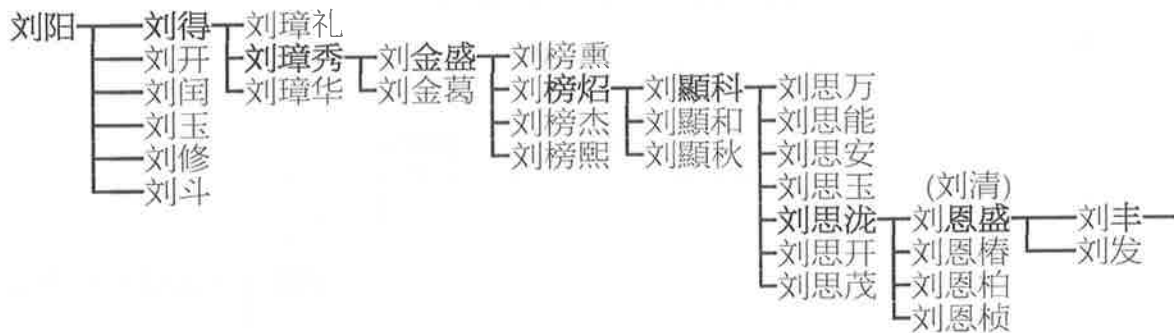 刘阳 刘得 刘璋礼
刘开 刘璋秀 刘金盛 刘榜熏
刘闰 刘璋华 刘金葛 刘榜炤 刘顯科 刘思万
刘玉 刘榜杰 刘顯和 刘思能
刘修 刘榜熙 刘顯秋 刘思安
刘斗 刘思玉 (刘清)
刘思泷 刘恩盛 刘丰
刘思开 刘恩椿 刘发
刘思茂 刘恩柏
刘恩桢